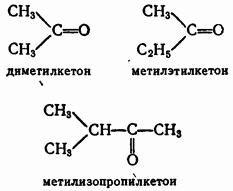 CH₃ CH₃
C=O C=O
CH₃ C₂H₅
диметилкетон метилэтилкетон
CH₃
CH—C—CH₃
CH₃ O
метилизопропилкетон